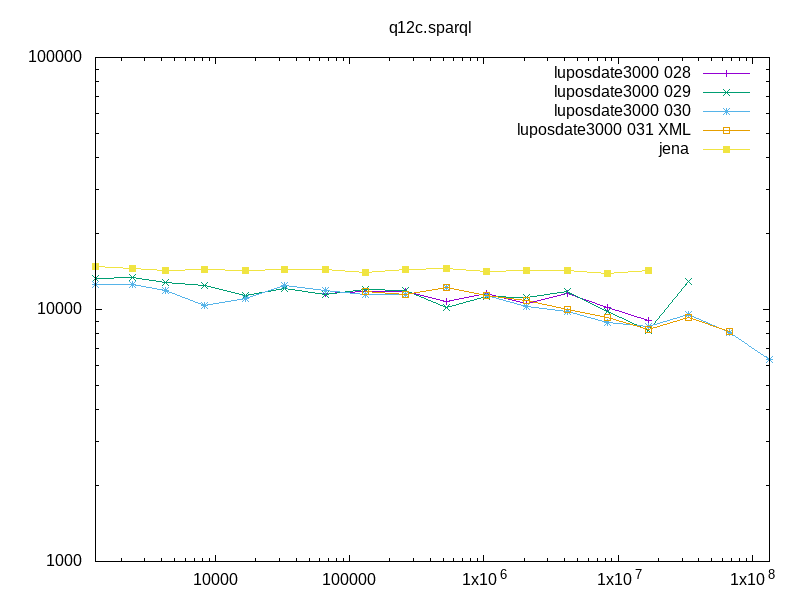 q12c.sparql
100000
10000
1000
luposdate3000 028
luposdate3000 029
luposdate3000 030
luposdate3000 031 XML
jena
10000
100000
1x10^6
1x10^7
1x10^8